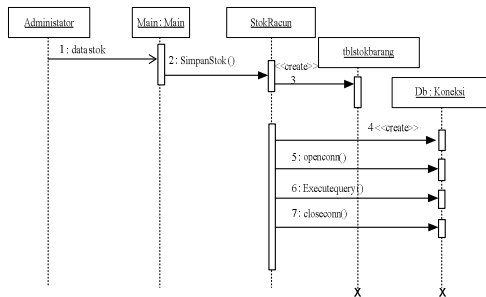 Administator
Main : Main
StokRacun
tblstokbarang
Db : Koneksi
1 : datastok
2 : SimpanStok()
<<create>>
3
4<<create>>
5 : openconn()
6 : Executequery()
7 : closeconn()
X
X